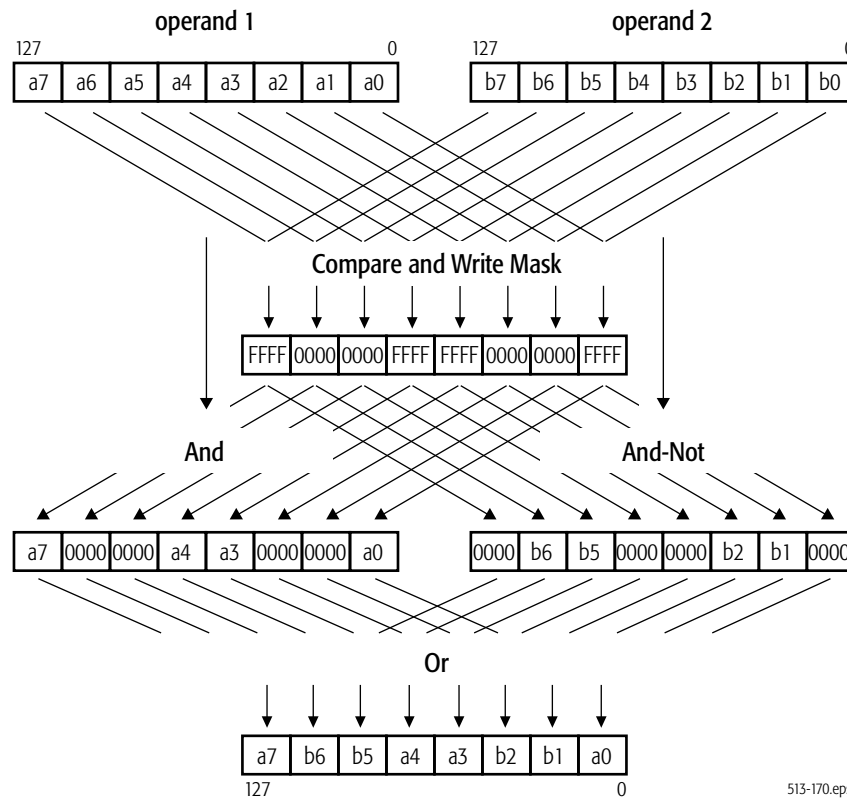 operand 1 operand 2
127 0 127 0
a7 a6 a5 a4 a3 a2 a1 a0 b7 b6 b5 b4 b3 b2 b1 b0
Compare and Write Mask
FFFF 0000 0000 FFFF FFFF 0000 0000 FFFF
And And-Not
a7 0000 0000 a4 a3 0000 0000 a0 0000 b6 b5 0000 0000 b2 b1 0000
Or
a7 b6 b5 a4 a3 b2 b1 a0
127 0
513-170.eps